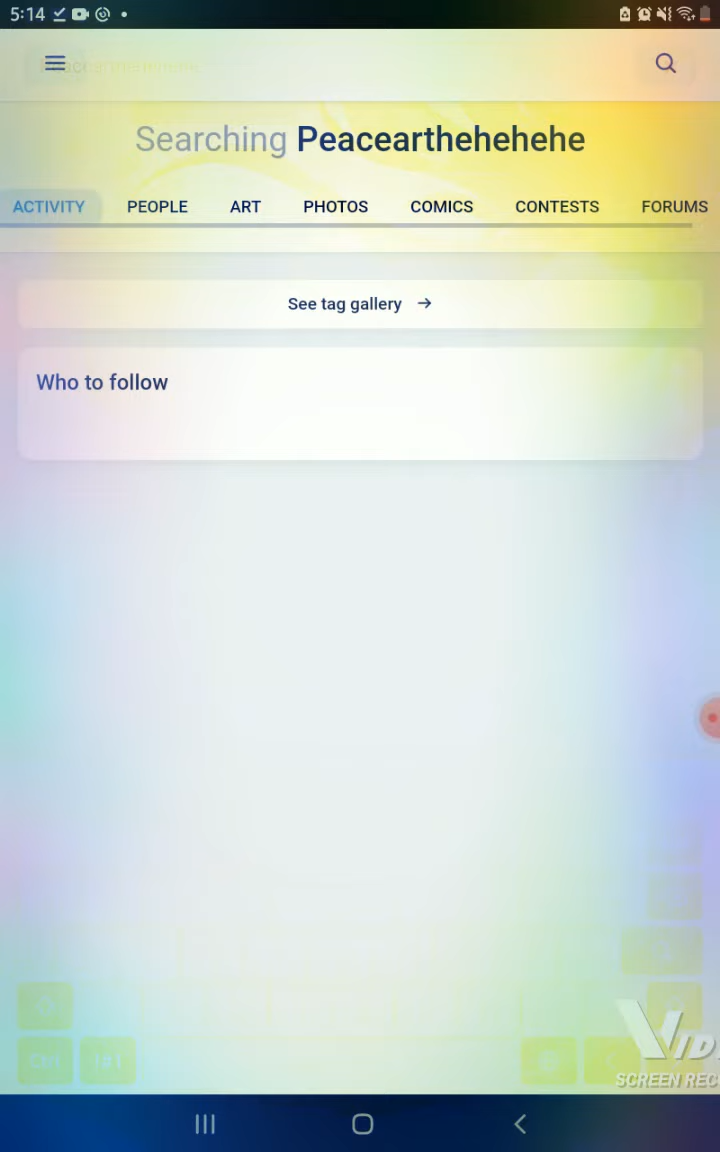 5:14
Searching Peacearthehehehe
ACTIVITY PEOPLE ART PHOTOS COMICS CONTESTS FORUMS
See tag gallery →
Who to follow
Ctrl
SCREEN REC